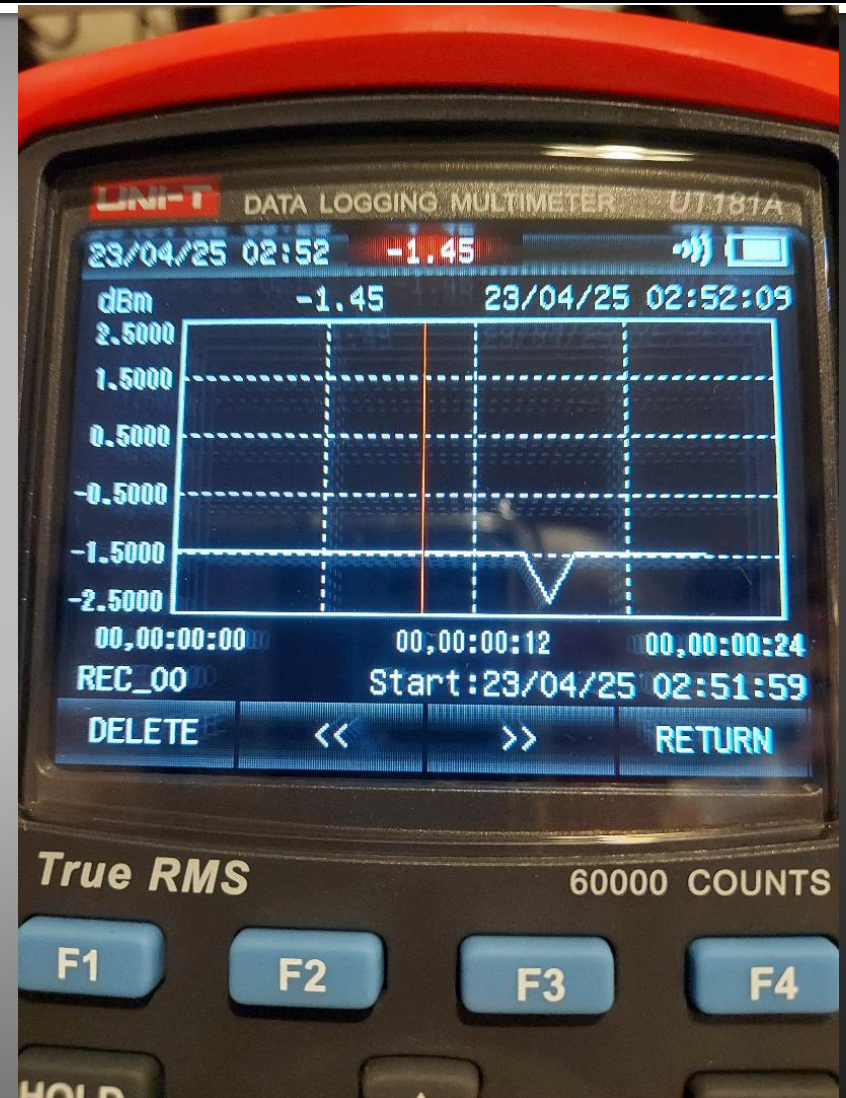 UNI-T DATA LOGGING MULTIMETER UT181A
23/04/25 02:52 -1.45
dBm -1.45 23/04/25 02:52:09
2.5000
1.5000
0.5000
-0.5000
-1.5000
-2.5000
00,00:00:00 00,00:00:12 00,00:00:24
REC_00 Start:23/04/25 02:51:59
DELETE << >> RETURN
True RMS 60000 COUNTS
F1 F2 F3 F4
HOLD